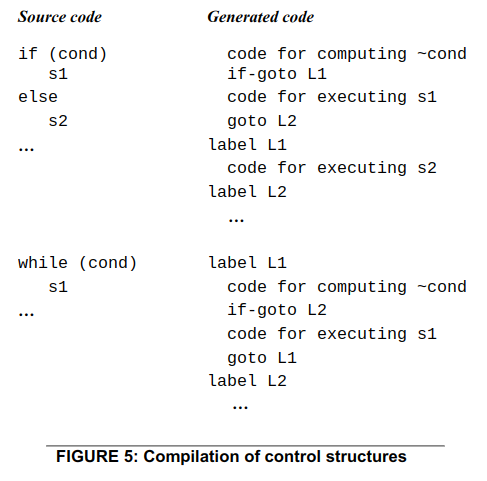 Source code Generated code
if (cond) code for computing ~cond
s1 if-goto L1
else code for executing s1
s2 goto L2
... label L1
code for executing s2
label L2
...
while (cond) label L1
s1 code for computing ~cond
... if-goto L2
code for executing s1
goto L1
label L2
...
FIGURE 5: Compilation of control structures